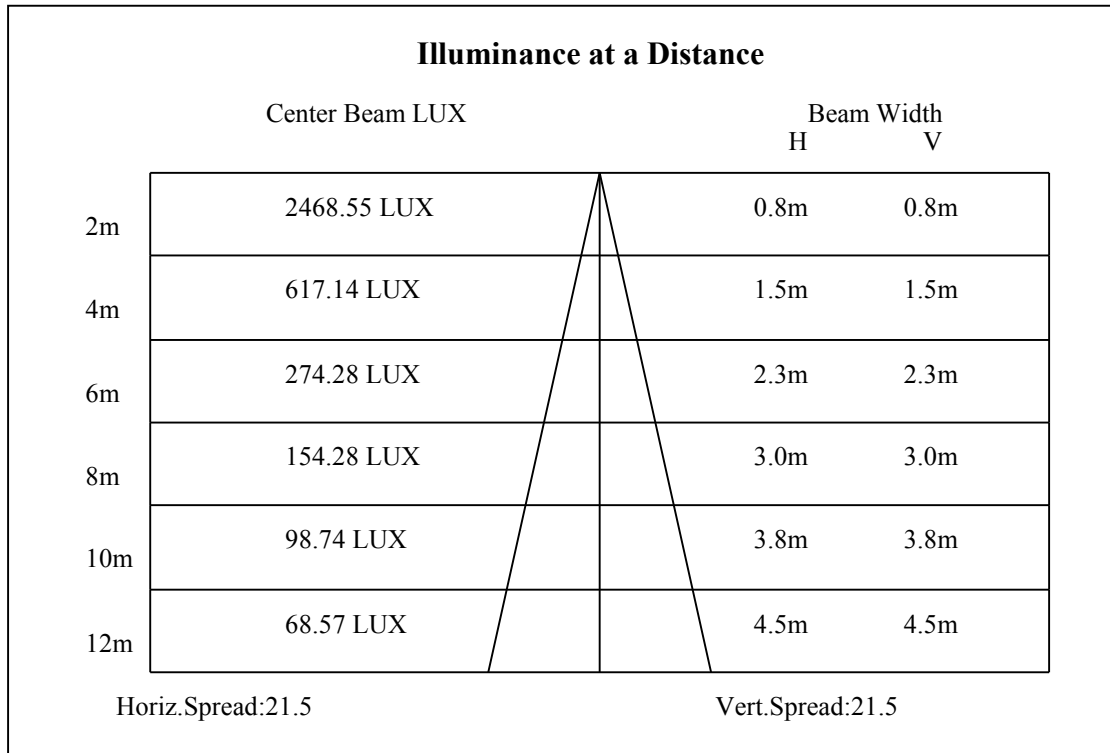 Illuminance at a Distance
Center Beam LUX Beam Width
H V
2m 2468.55 LUX 0.8m 0.8m
4m 617.14 LUX 1.5m 1.5m
6m 274.28 LUX 2.3m 2.3m
8m 154.28 LUX 3.0m 3.0m
10m 98.74 LUX 3.8m 3.8m
12m 68.57 LUX 4.5m 4.5m
Horiz.Spread:21.5 Vert.Spread:21.5